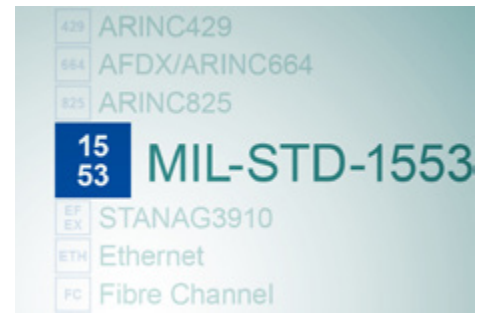 429 ARINC429
664 AFDX/ARINC664
825 ARINC825
15
53 MIL-STD-1553
EF
EX STANAG3910
ETH Ethernet
FC Fibre Channel